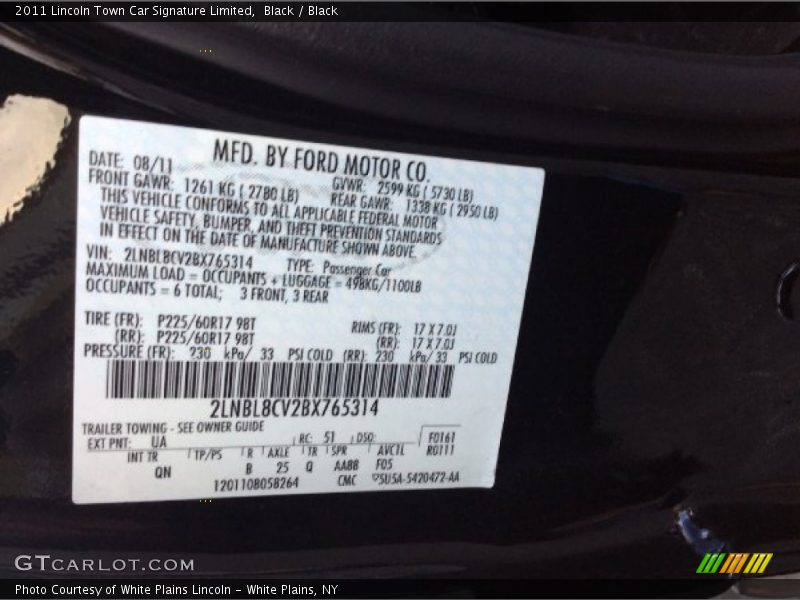 2011 Lincoln Town Car Signature Limited,  Black / Black
MFD. BY FORD MOTOR CO.
DATE: 08/11
GVWR: 2599 KG ( 5730 LB)
FRONT GAWR: 1261 KG ( 2780 LB)
REAR GAWR: 1338 KG ( 2950 LB)
THIS VEHICLE CONFORMS TO ALL APPLICABLE FEDERAL MOTOR
VEHICLE SAFETY, BUMPER, AND THEFT PREVENTION STANDARDS
IN EFFECT ON THE DATE OF MANUFACTURE SHOWN ABOVE.
VIN: 2LNBL8CV2BX765314 TYPE: Passenger Car
MAXIMUM LOAD = OCCUPANTS + LUGGAGE = 498KG/1100LB
OCCUPANTS = 6 TOTAL; 3 FRONT, 3 REAR
TIRE (FR): P225/60R17 98T RIMS (FR): 17 X 7.0J
(RR): P225/60R17 98T (RR): 17 X 7.0J
PRESSURE (FR): 230 kPa/ 33 PSI COLD (RR): 230 kPa/ 33 PSI COLD
2LNBL8CV2BX765314
TRAILER TOWING - SEE OWNER GUIDE
EXT PNT: UA RC: 51 DSO: F0161
INT TR TP/PS R AXLE TR SPR AVCTL R0111
QN B 25 Q AABB F05
1201108058264 CMC 5U5A-5420472-AA
GTCARLOT.COM
Photo Courtesy of White Plains Lincoln - White Plains, NY